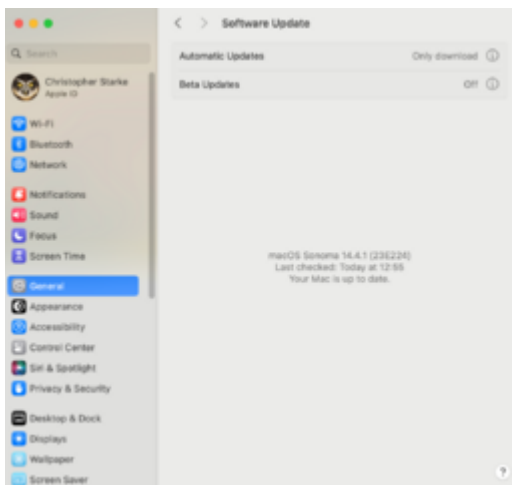 Software Update
Search
Christopher Starke
Apple ID
Wi-Fi
Bluetooth
Network
Notifications
Sound
Focus
Screen Time
General
Appearance
Accessibility
Control Center
Siri & Spotlight
Privacy & Security
Desktop & Dock
Displays
Wallpaper
Screen Saver
Automatic Updates Only download
Beta Updates Off
macOS Sonoma 14.4.1 (23E224)
Last checked: Today at 12:55
Your Mac is up to date.
?